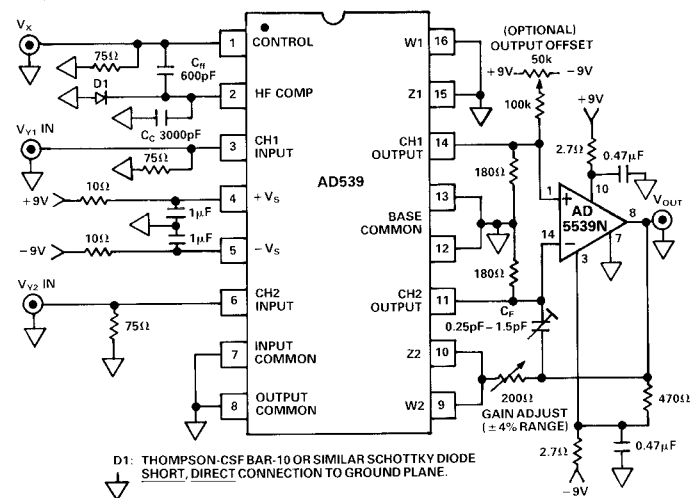 VX
75Ω
Cff
600pF
D1
CC 3000pF
VY1 IN
75Ω
+9V
10Ω
1µF
1µF
-9V
10Ω
VY2 IN
75Ω
1
CONTROL
2
HF COMP
3
CH1
INPUT
4
+VS
5
-VS
6
CH2
INPUT
7
INPUT
COMMON
8
OUTPUT
COMMON
AD539
W1
16
Z1
15
CH1
OUTPUT
14
13
BASE
COMMON
12
CH2
OUTPUT
11
Z2
10
W2
9
(OPTIONAL)
OUTPUT OFFSET
50k
+9V
-9V
100k
180Ω
180Ω
+9V
2.7Ω
0.47µF
10
1
+
AD
5539N
14
-
3
7
8
VOUT
CF
0.25pF-1.5pF
200Ω
GAIN ADJUST
(±4% RANGE)
470Ω
2.7Ω
0.47µF
-9V
D1: THOMPSON-CSF BAR-10 OR SIMILAR SCHOTTKY DIODE
SHORT, DIRECT CONNECTION TO GROUND PLANE.